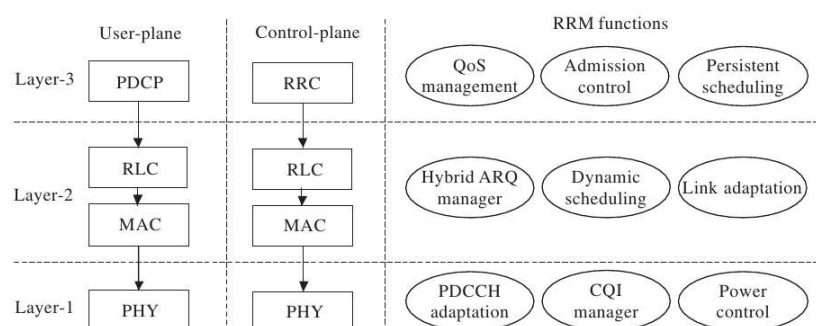 User-plane
Control-plane
RRM functions
Layer-3
PDCP
RRC
QoS
management
Admission
control
Persistent
scheduling
Layer-2
RLC
RLC
MAC
MAC
Hybrid ARQ
manager
Dynamic
scheduling
Link adaptation
Layer-1
PHY
PHY
PDCCH
adaptation
CQI
manager
Power
control